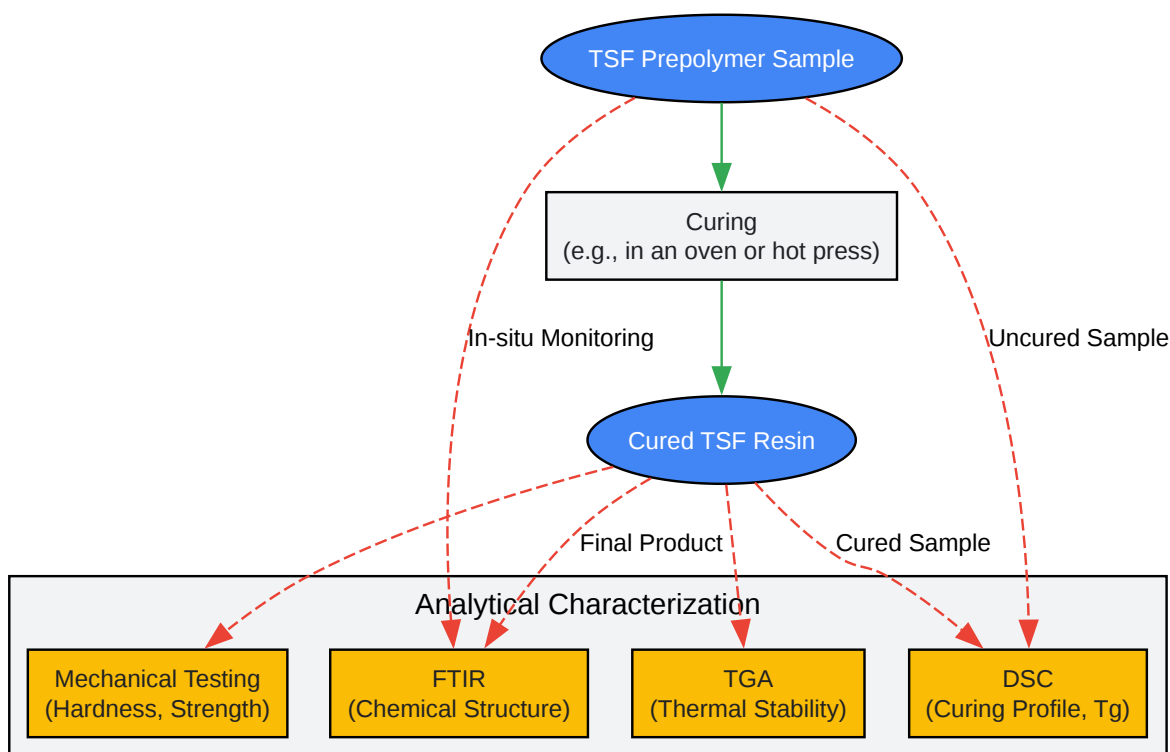 TSF Prepolymer Sample
Curing
(e.g., in an oven or hot press)
In-situ Monitoring
Uncured Sample
Cured TSF Resin
Final Product
Cured Sample
Analytical Characterization
Mechanical Testing
(Hardness, Strength)
FTIR
(Chemical Structure)
TGA
(Thermal Stability)
DSC
(Curing Profile, Tg)